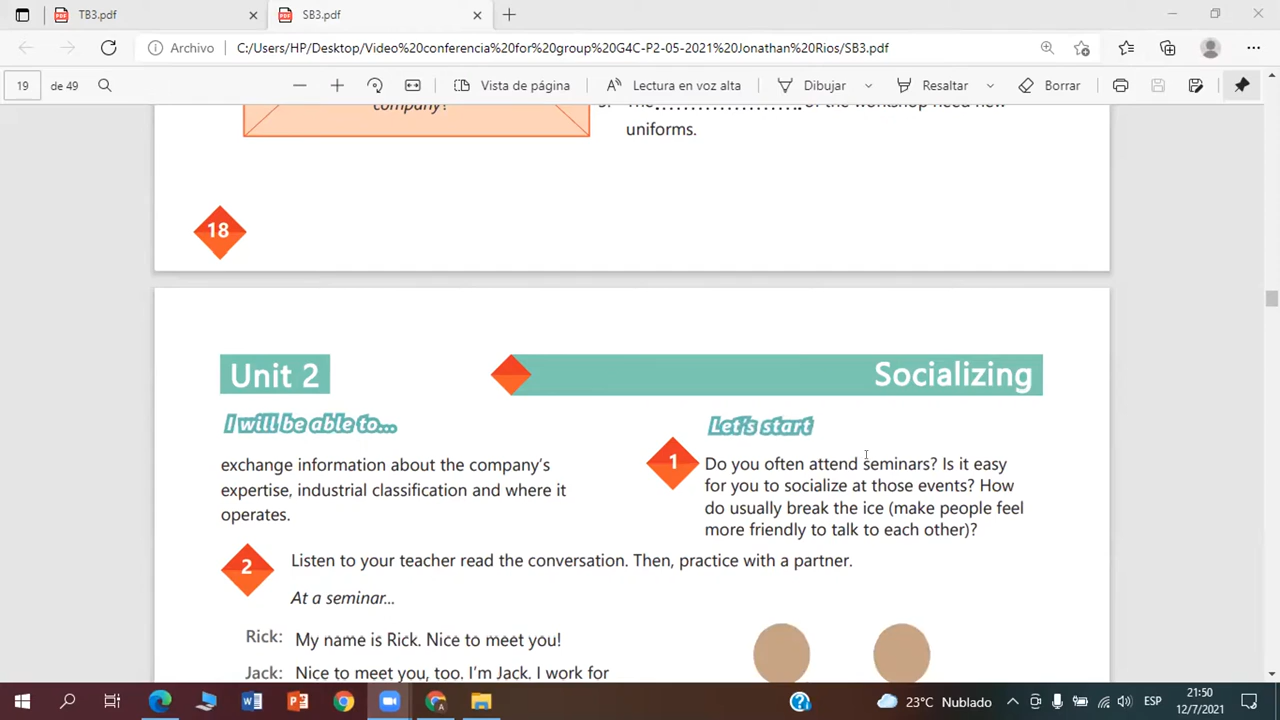 TB3.pdf
SB3.pdf
Archivo
C:/Users/HP/Desktop/Video%20conferencia%20for%20group%20G4C-P2-05-2021%20Jonathan%20Rios/SB3.pdf
19 de 49
Vista de página
Lectura en voz alta
Dibujar
Resaltar
Borrar
company?
of the workshop need new
uniforms.
18
Unit 2
Socializing
I will be able to...
exchange information about the company's
expertise, industrial classification and where it
operates.
Let's start
1
Do you often attend seminars? Is it easy
for you to socialize at those events? How
do usually break the ice (make people feel
more friendly to talk to each other)?
2
Listen to your teacher read the conversation. Then, practice with a partner.
At a seminar...
Rick: My name is Rick. Nice to meet you!
Jack: Nice to meet you, too. I'm Jack. I work for
23°C Nublado
ESP
21:50
12/7/2021